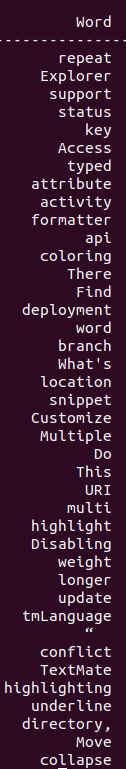 Word
--------------
repeat
Explorer
support
status
key
Access
typed
attribute
activity
formatter
api
coloring
There
Find
deployment
word
branch
What's
location
snippet
Customize
Multiple
Do
This
URI
multi
highlight
Disabling
weight
longer
update
tmLanguage
“
conflict
TextMate
highlighting
underline
directory,
Move
collapse